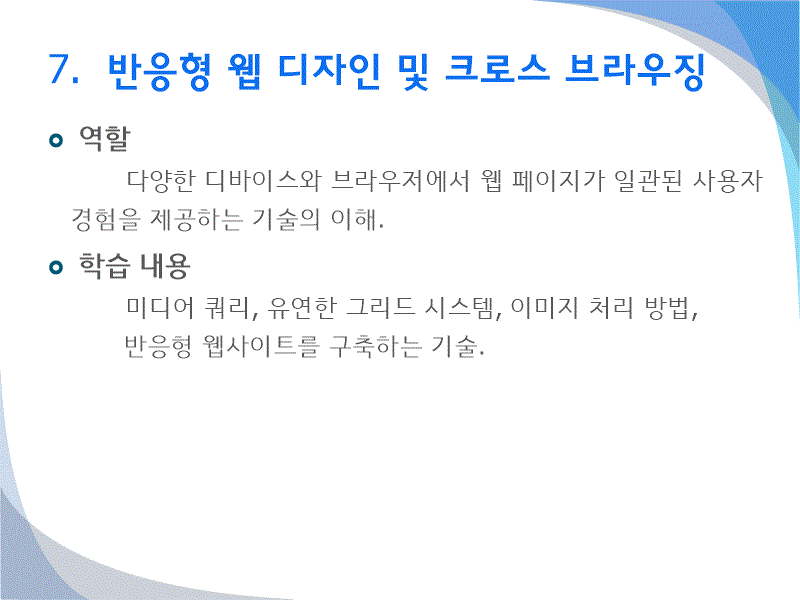 7. 반응형 웹 디자인 및 크로스 브라우징
역할
다양한 디바이스와 브라우저에서 웹 페이지가 일관된 사용자
경험을 제공하는 기술의 이해.
학습 내용
미디어 쿼리, 유연한 그리드 시스템, 이미지 처리 방법,
반응형 웹사이트를 구축하는 기술.